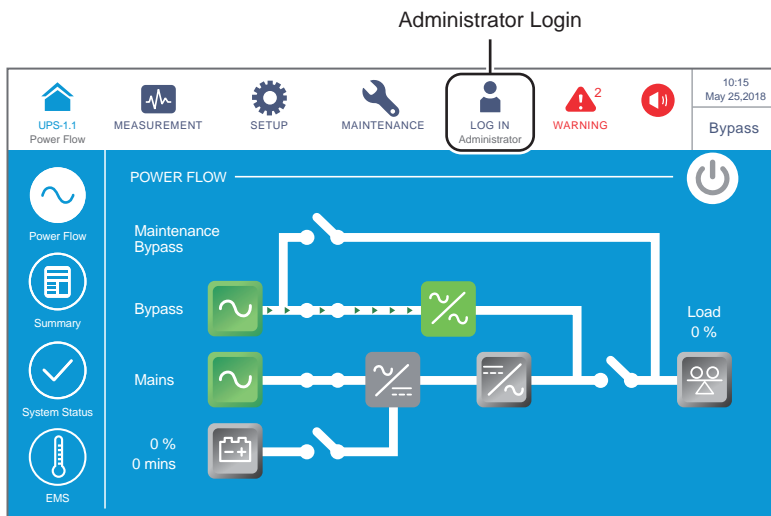 Administrator Login
10:15
May 25,2018
2
UPS-1.1
Power Flow
MEASUREMENT
SETUP
MAINTENANCE
LOG IN
Administrator
WARNING
Bypass
POWER FLOW
Power Flow
Maintenance
Bypass
Summary
Bypass
Load
0 %
Mains
System Status
0 %
0 mins
EMS